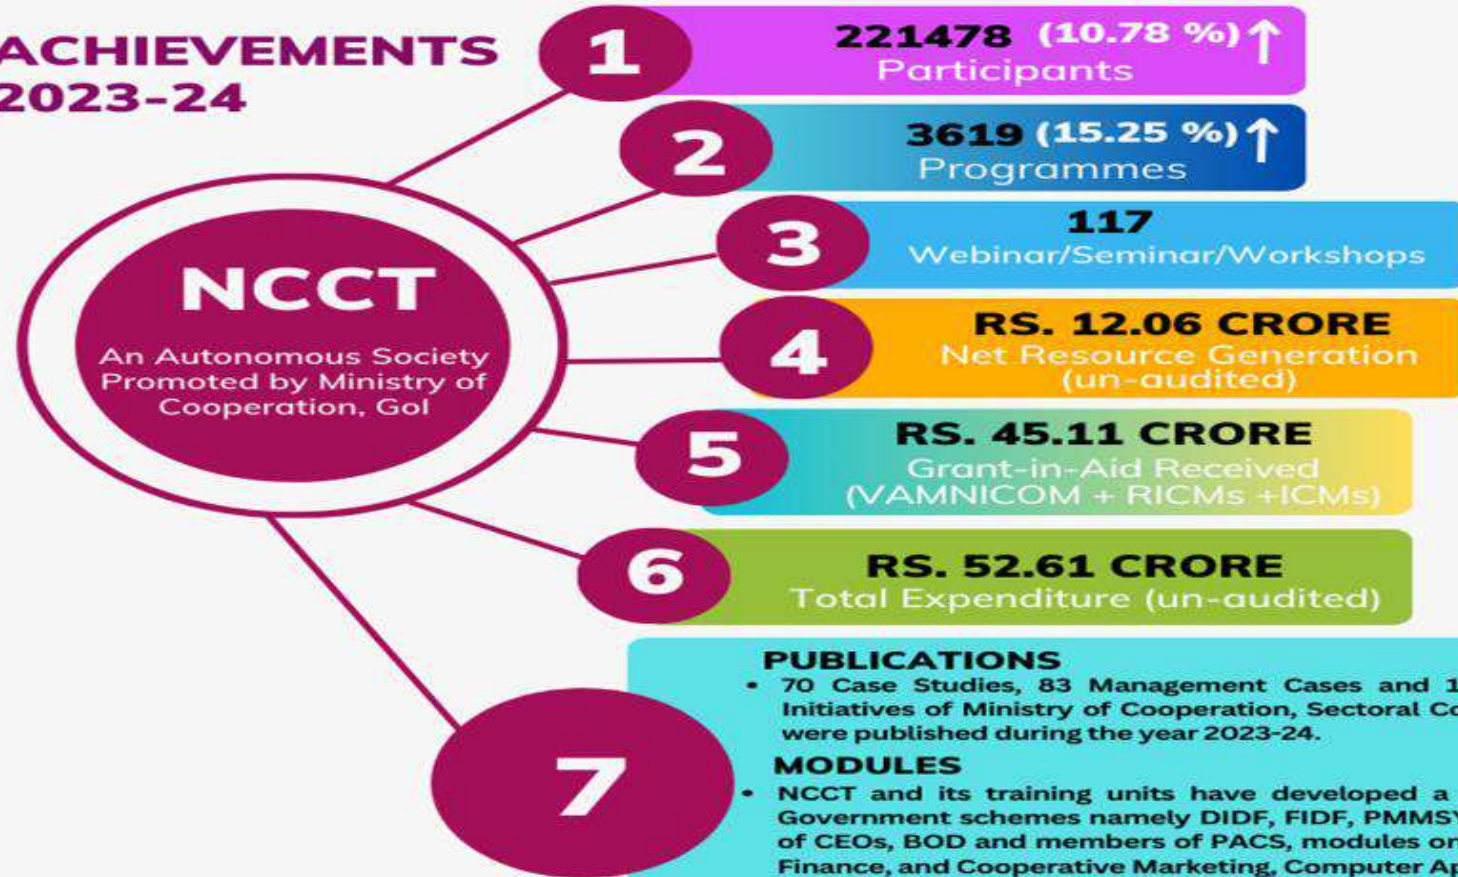 ACHIEVEMENTS
2023-24
NCCT
An Autonomous Society
Promoted by Ministry of
Cooperation, GoI
1
221478 (10.78 %)↑
Participants
2
3619 (15.25 %)↑
Programmes
3
117
Webinar/Seminar/Workshops
4
RS. 12.06 CRORE
Net Resource Generation
(un-audited)
5
RS. 45.11 CRORE
Grant-in-Aid Received
(VAMNICOM + RICMs +ICMs)
6
RS. 52.61 CRORE
Total Expenditure (un-audited)
7
PUBLICATIONS
• 70 Case Studies, 83 Management Cases and
Initiatives of Ministry of Cooperation, Sectoral
were published during the year 2023-24.
MODULES
• NCCT and its training units have developed a
Government schemes namely DIDF, FIDF, PMMSY
of CEOs, BOD and members of PACS, modules on
Finance, and Cooperative Marketing, Computer